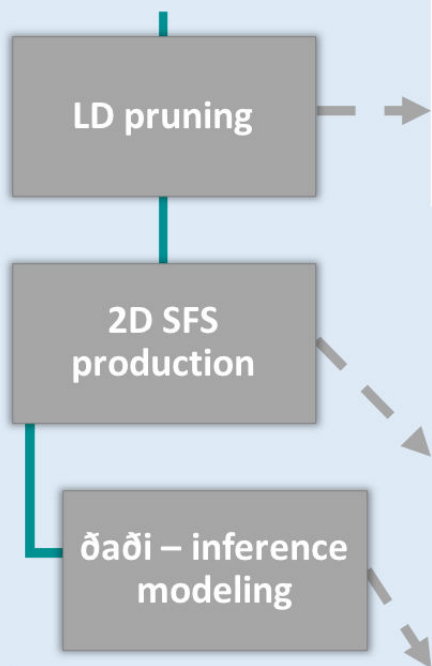 LD pruning
2D SFS
production
ðaði – inference
modeling